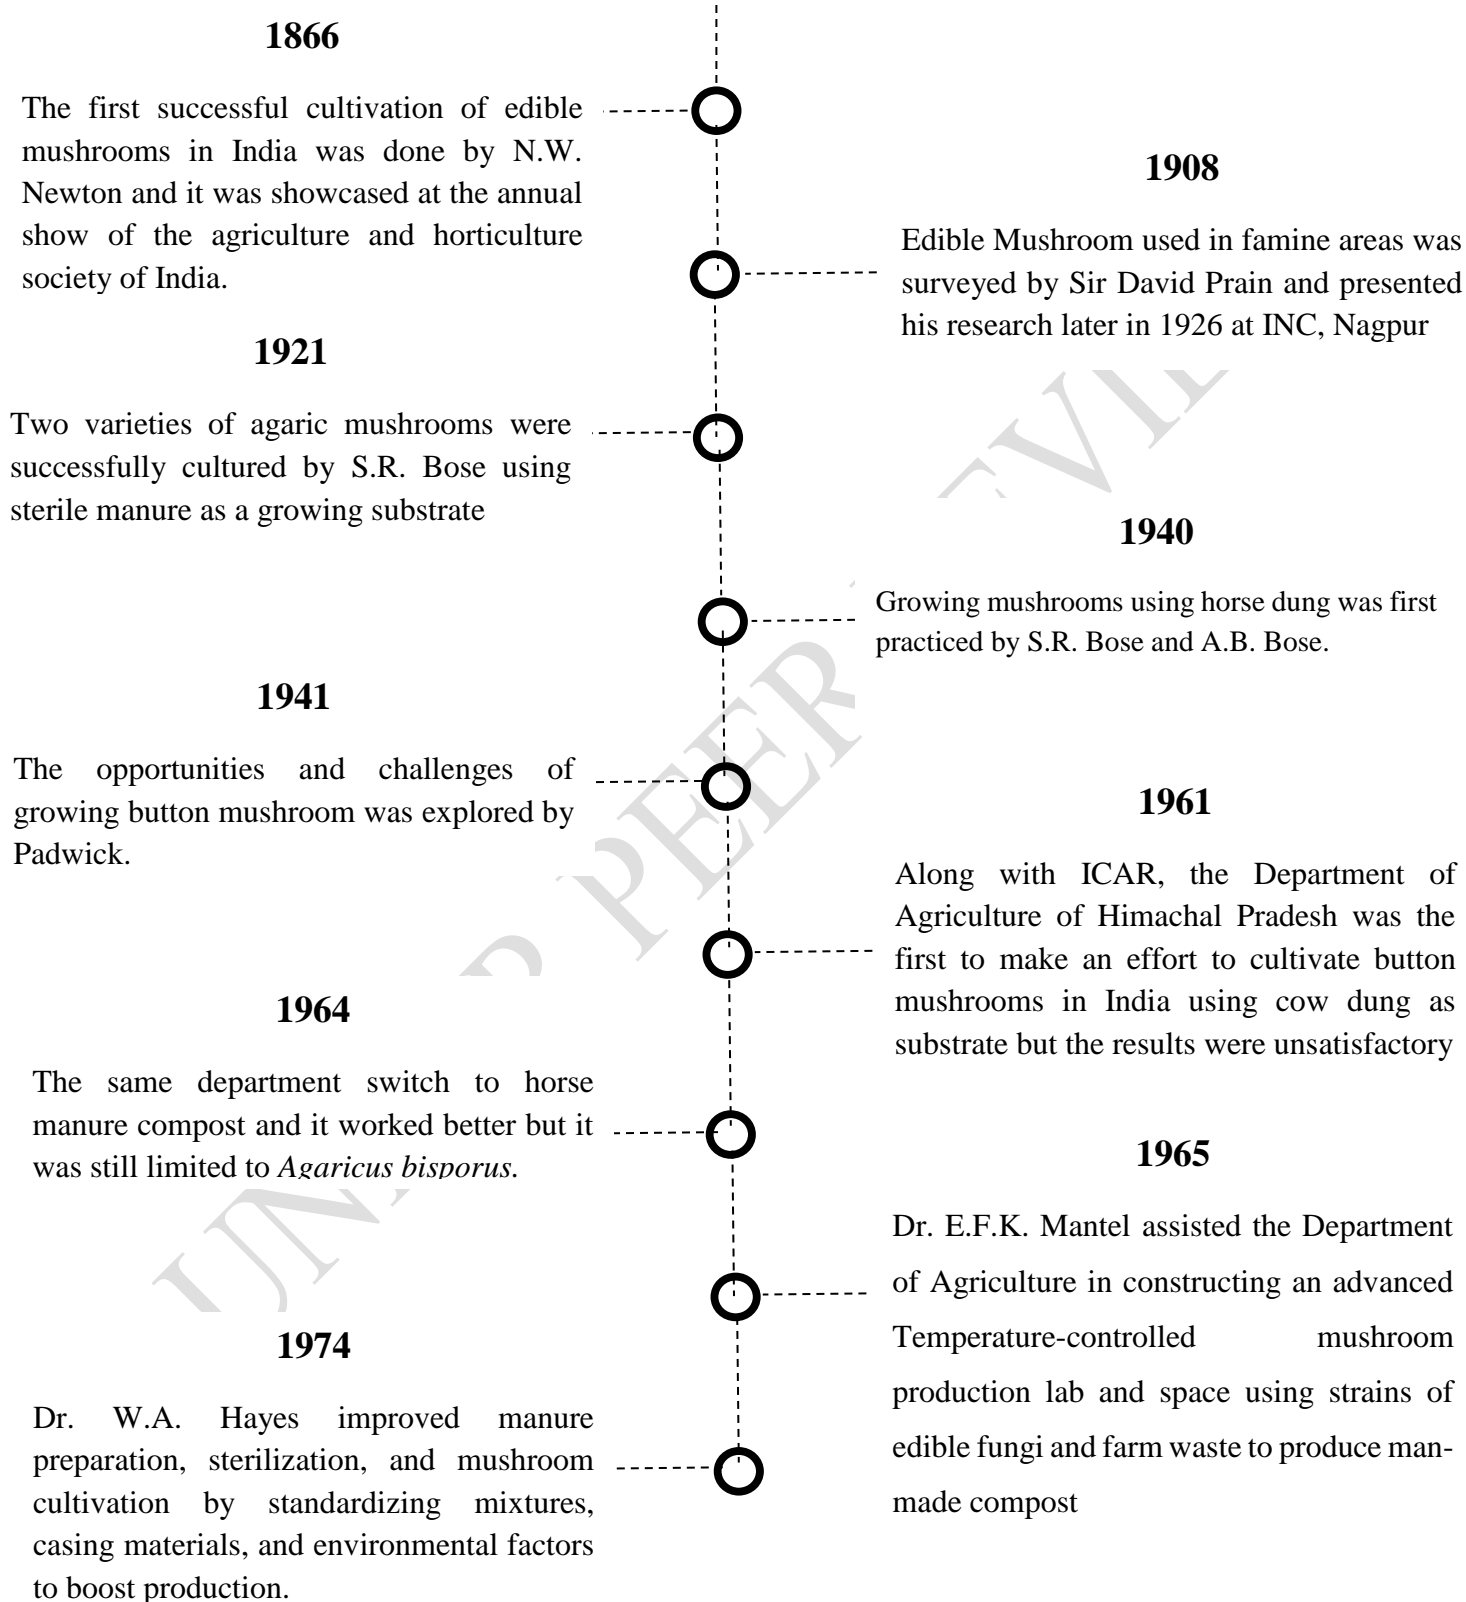 1866
The first successful cultivation of edible
mushrooms in India was done by N.W.
Newton and it was showcased at the annual
show of the agriculture and horticulture
society of India.
1908
Edible Mushroom used in famine areas was
surveyed by Sir David Prain and presented
his research later in 1926 at INC, Nagpur
1921
Two varieties of agaric mushrooms were
successfully cultured by S.R. Bose using
sterile manure as a growing substrate
1940
Growing mushrooms using horse dung was first
practiced by S.R. Bose and A.B. Bose.
1941
The opportunities and challenges of
growing button mushroom was explored by
Padwick.
1961
Along with ICAR, the Department of
Agriculture of Himachal Pradesh was the
first to make an effort to cultivate button
mushrooms in India using cow dung as
substrate but the results were unsatisfactory
1964
The same department switch to horse
manure compost and it worked better but it
was still limited to Agaricus bisporus.
1965
Dr. E.F.K. Mantel assisted the Department
of Agriculture in constructing an advanced
Temperature-controlled mushroom
production lab and space using strains of
edible fungi and farm waste to produce man-
made compost
1974
Dr. W.A. Hayes improved manure
preparation, sterilization, and mushroom
cultivation by standardizing mixtures,
casing materials, and environmental factors
to boost production.